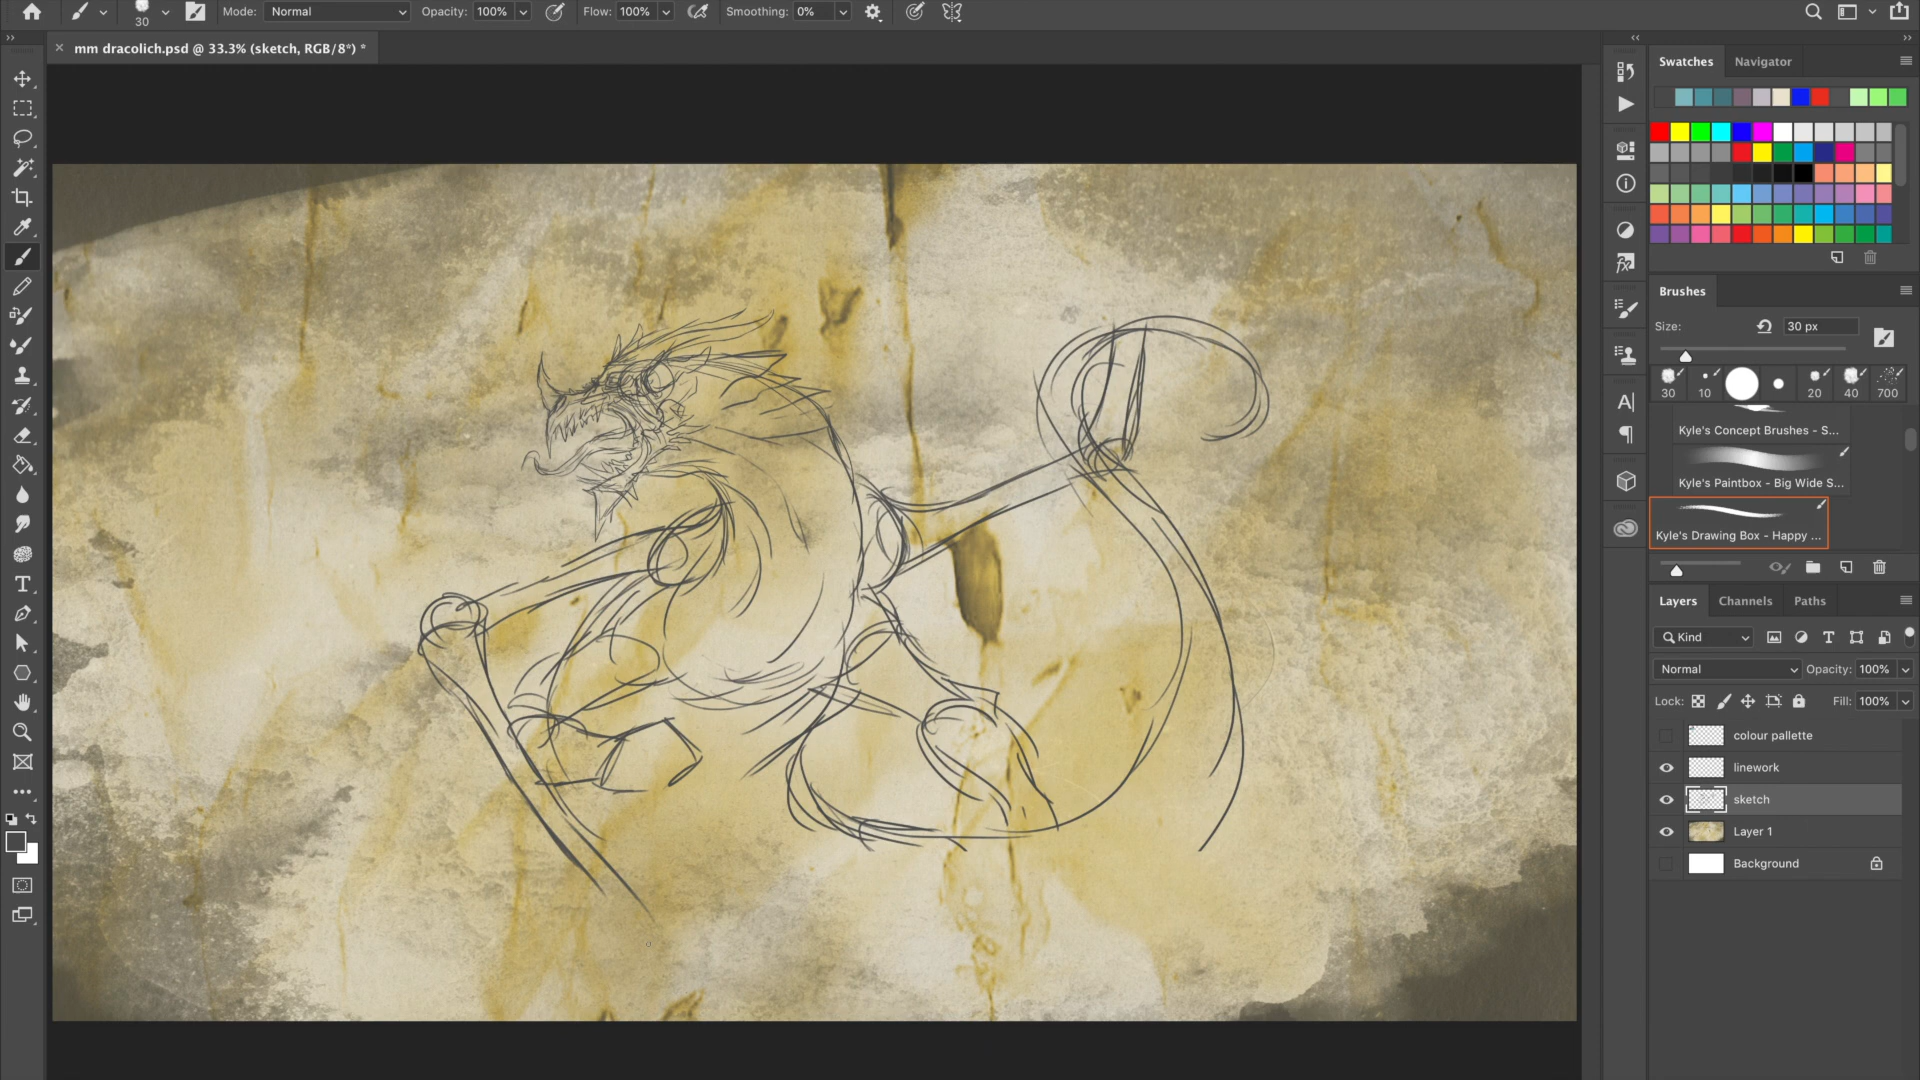 30 Mode: Normal Opacity: 100% Flow: 100% Smoothing: 0%
mm dracolich.psd @ 33.3% (sketch, RGB/8*) *
Swatches Navigator
Brushes
Size: 30 px
30 10 20 40 700
Kyle's Concept Brushes - S...
Kyle's Paintbox - Big Wide S...
Kyle's Drawing Box - Happy ...
Layers Channels Paths
Kind
Normal Opacity: 100%
Lock: Fill: 100%
colour pallette
linework
sketch
Layer 1
Background